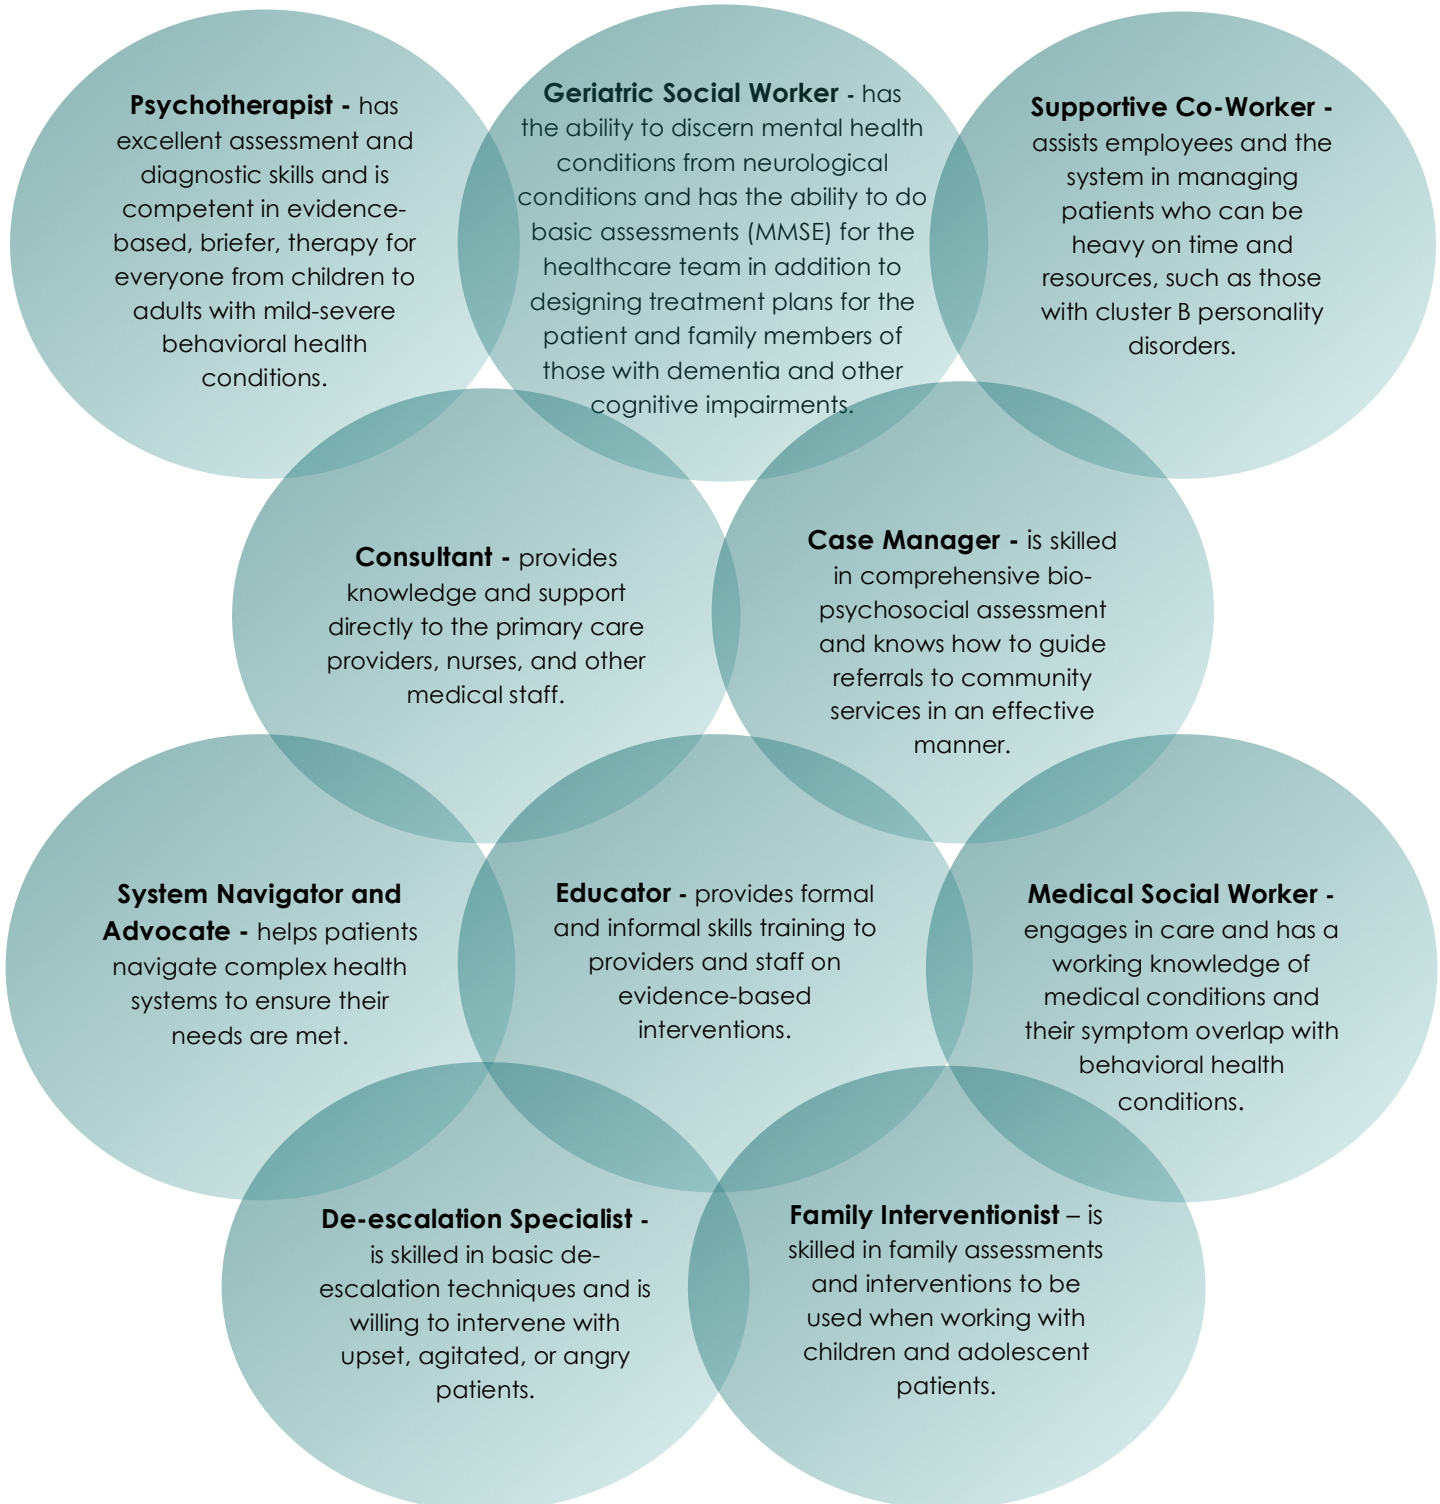 Psychotherapist - has
excellent assessment and
diagnostic skills and is
competent in evidence-
based, briefer, therapy for
everyone from children to
adults with mild-severe
behavioral health
conditions.
Geriatric Social Worker - has
the ability to discern mental health
conditions from neurological
conditions and has the ability to do
basic assessments (MMSE) for the
healthcare team in addition to
designing treatment plans for the
patient and family members of
those with dementia and other
cognitive impairments.
Supportive Co-Worker -
assists employees and the
system in managing
patients who can be
heavy on time and
resources, such as those
with cluster B personality
disorders.
Consultant - provides
knowledge and support
directly to the primary care
providers, nurses, and other
medical staff.
Case Manager - is skilled
in comprehensive bio-
psychosocial assessment
and knows how to guide
referrals to community
services in an effective
manner.
System Navigator and
Advocate - helps patients
navigate complex health
systems to ensure their
needs are met.
Educator - provides formal
and informal skills training to
providers and staff on
evidence-based
interventions.
Medical Social Worker -
engages in care and has a
working knowledge of
medical conditions and
their symptom overlap with
behavioral health
conditions.
De-escalation Specialist -
is skilled in basic de-
escalation techniques and is
willing to intervene with
upset, agitated, or angry
patients.
Family Interventionist – is
skilled in family assessments
and interventions to be
used when working with
children and adolescent
patients.